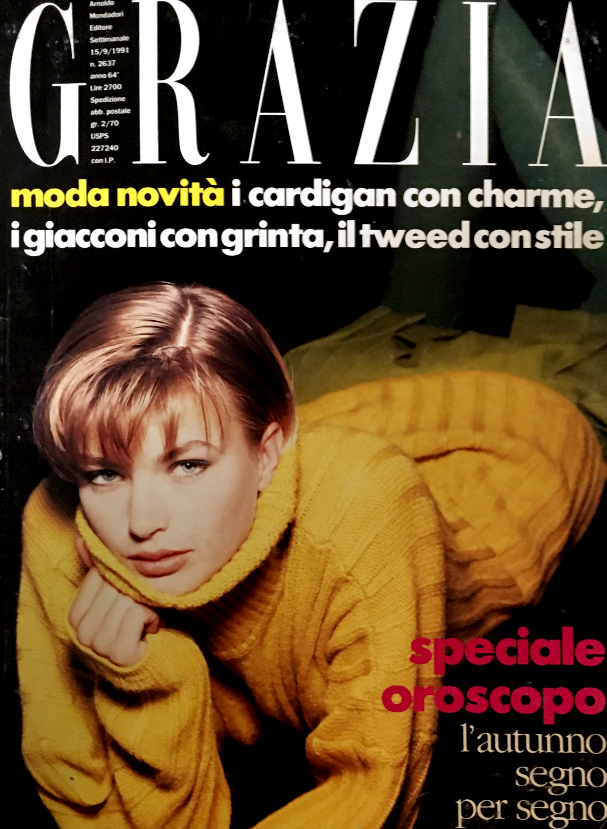 GRAZIA
Arnoldo
Mondadori
Editore
Settimanale
15/9/1991
n. 2637
anno 64°
Lire 2700
Spedizione
abb. postale
gr. 2/70
USPS
227240
con I.P.
moda novità i cardigan con charme,
i giacconi con grinta, il tweed con stile
speciale
oroscopo
l'autunno
segno
per segno